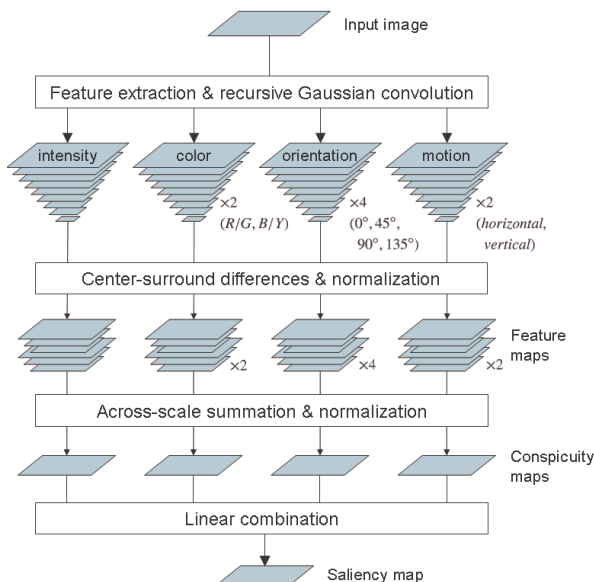 Input image
Feature extraction & recursive Gaussian convolution
intensity
color
orientation
motion
×2
(R/G, B/Y)
×4
(0°, 45°,
90°, 135°)
×2
(horizontal,
vertical)
Center-surround differences & normalization
×2
×4
×2
Feature
maps
Across-scale summation & normalization
Conspicuity
maps
Linear combination
Saliency map